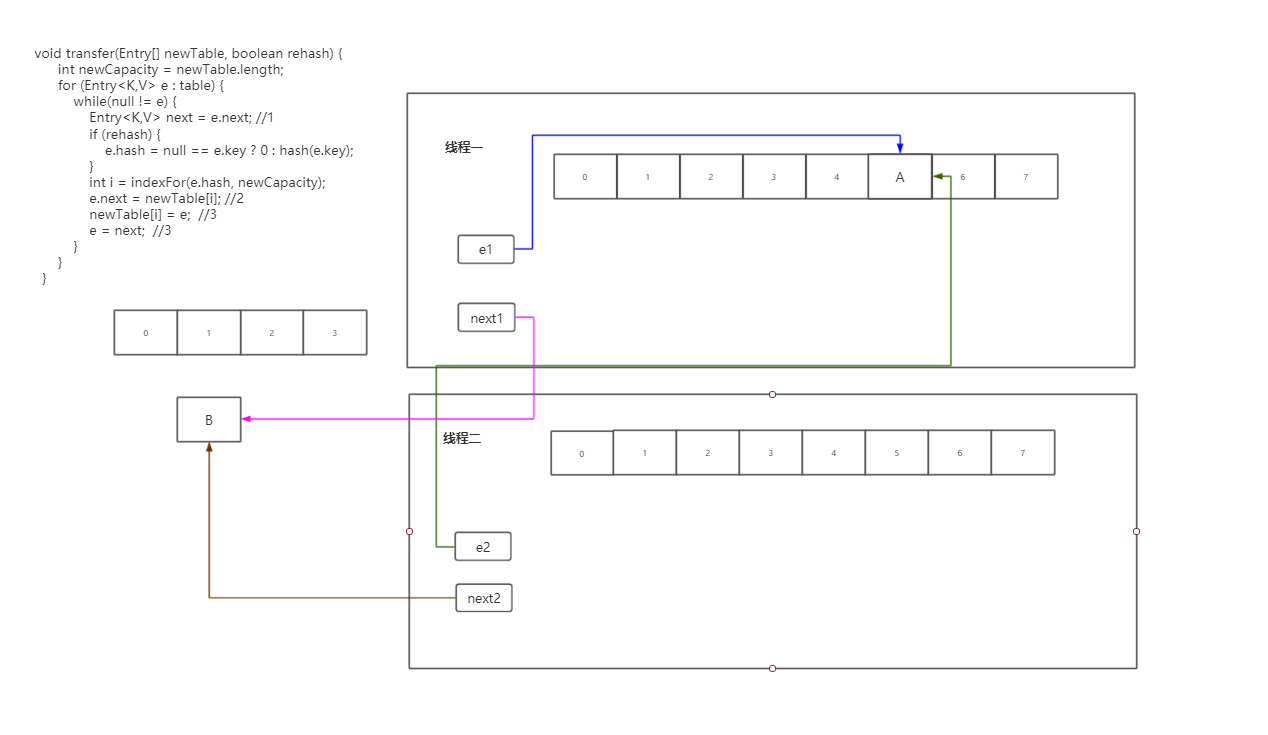 void transfer(Entry[] newTable, boolean rehash) {
int newCapacity = newTable.length;
for (Entry<K,V> e : table) {
while(null != e) {
Entry<K,V> next = e.next; //1
if (rehash) {
e.hash = null == e.key ? 0 : hash(e.key);
}
int i = indexFor(e.hash, newCapacity);
e.next = newTable[i]; //2
newTable[i] = e;  //3
e = next;  //3
}
}
}
线程一
0 1 2 3 4 A 6 7
e1
next1
0 1 2 3
B
线程二
0 1 2 3 4 5 6 7
e2
next2